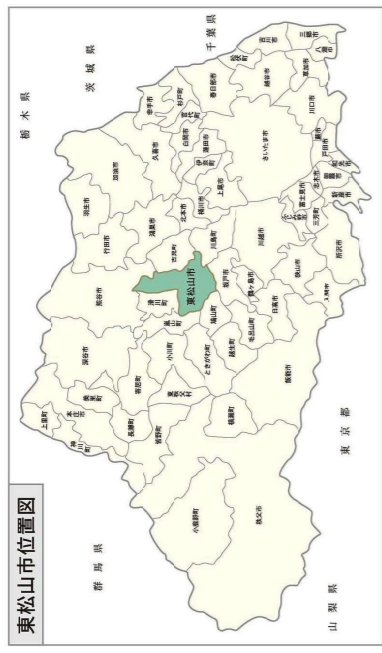 東松山市位置図
群馬県
栃木県
茨城県
千葉県
東京都
山梨県
上里町
神川町
本庄市
美里町
深谷市
熊谷市
行田市
羽生市
加須市
長瀞町
皆野町
寄居町
小川町
嵐山町
滑川町
東松山市
吉見町
鴻巣市
北本市
久喜市
幸手市
杉戸町
宮代町
白岡市
蓮田市
伊奈町
桶川市
上尾市
春日部市
松伏町
吉川市
三郷市
八潮市
草加市
越谷市
さいたま市
川口市
蕨市
戸田市
和光市
朝霞市
志木市
新座市
富士見市
ふじみ野市
三芳町
川島町
川越市
坂戸市
鶴ヶ島市
鳩山町
ときがわ町
東秩父村
越生町
毛呂山町
日高市
狭山市
所沢市
入間市
飯能市
横瀬町
小鹿野町
秩父市